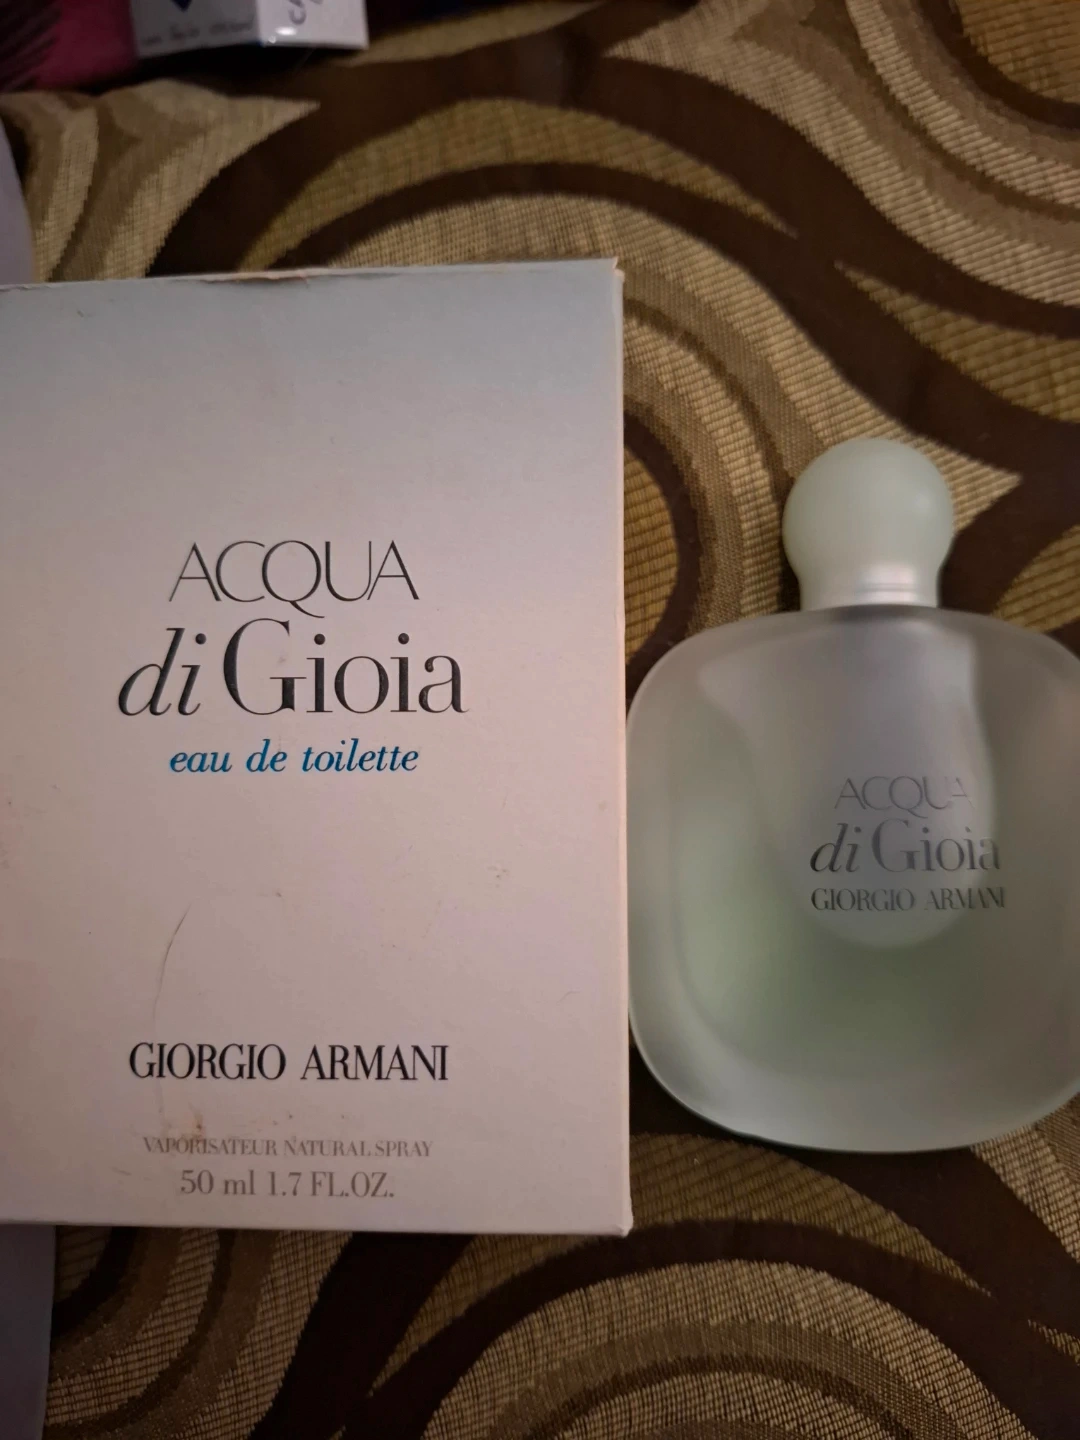 ACQUA
di Gioia
eau de toilette
GIORGIO ARMANI
VAPORISATEUR NATURAL SPRAY
50 ml 1.7 FL.OZ.
ACQUA
di Gioia
GIORGIO ARMANI